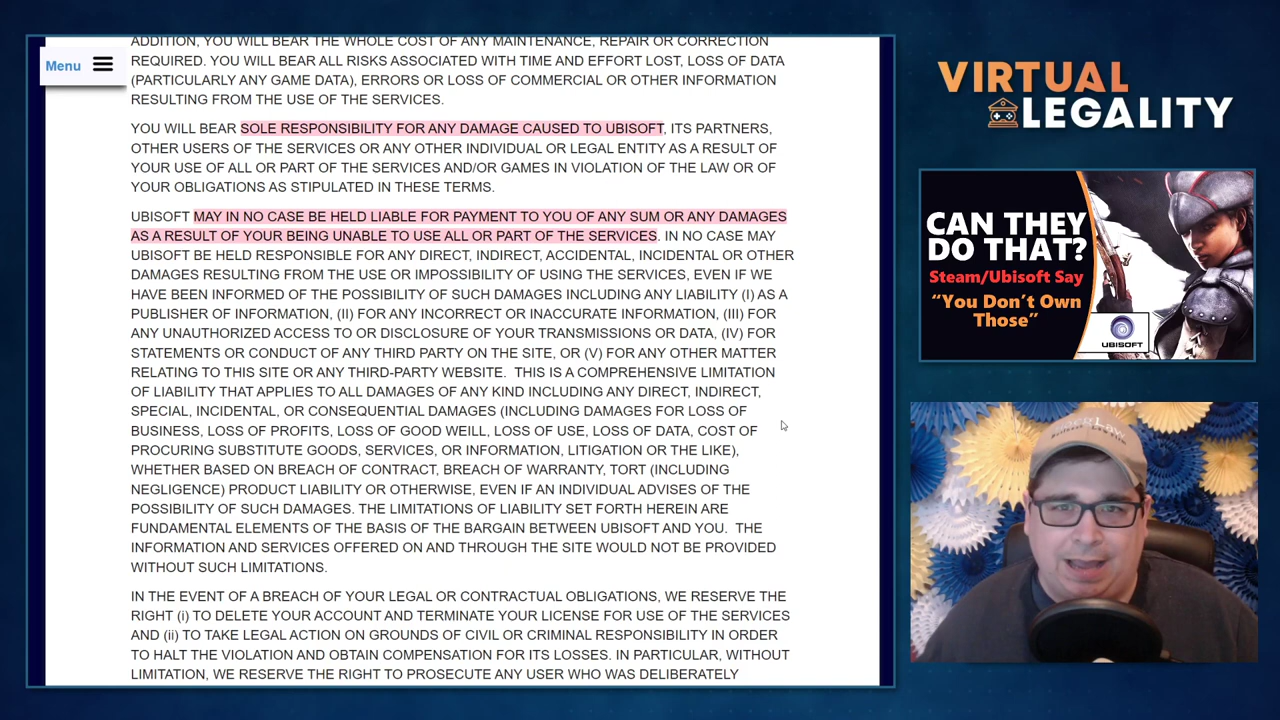 Menu
ADDITION, YOU WILL BEAR THE WHOLE COST OF ANY MAINTENANCE, REPAIR OR CORRECTION
REQUIRED. YOU WILL BEAR ALL RISKS ASSOCIATED WITH TIME AND EFFORT LOST, LOSS OF DATA
(PARTICULARLY ANY GAME DATA), ERRORS OR LOSS OF COMMERCIAL OR OTHER INFORMATION
RESULTING FROM THE USE OF THE SERVICES.
YOU WILL BEAR SOLE RESPONSIBILITY FOR ANY DAMAGE CAUSED TO UBISOFT, ITS PARTNERS,
OTHER USERS OF THE SERVICES OR ANY OTHER INDIVIDUAL OR LEGAL ENTITY AS A RESULT OF
YOUR USE OF ALL OR PART OF THE SERVICES AND/OR GAMES IN VIOLATION OF THE LAW OR OF
YOUR OBLIGATIONS AS STIPULATED IN THESE TERMS.
UBISOFT MAY IN NO CASE BE HELD LIABLE FOR PAYMENT TO YOU OF ANY SUM OR ANY DAMAGES
AS A RESULT OF YOUR BEING UNABLE TO USE ALL OR PART OF THE SERVICES. IN NO CASE MAY
UBISOFT BE HELD RESPONSIBLE FOR ANY DIRECT, INDIRECT, ACCIDENTAL, INCIDENTAL OR OTHER
DAMAGES RESULTING FROM THE USE OR IMPOSSIBILITY OF USING THE SERVICES, EVEN IF WE
HAVE BEEN INFORMED OF THE POSSIBILITY OF SUCH DAMAGES INCLUDING ANY LIABILITY (I) AS A
PUBLISHER OF INFORMATION, (II) FOR ANY INCORRECT OR INACCURATE INFORMATION, (III) FOR
ANY UNAUTHORIZED ACCESS TO OR DISCLOSURE OF YOUR TRANSMISSIONS OR DATA, (IV) FOR
STATEMENTS OR CONDUCT OF ANY THIRD PARTY ON THE SITE, OR (V) FOR ANY OTHER MATTER
RELATING TO THIS SITE OR ANY THIRD-PARTY WEBSITE.  THIS IS A COMPREHENSIVE LIMITATION
OF LIABILITY THAT APPLIES TO ALL DAMAGES OF ANY KIND INCLUDING ANY DIRECT, INDIRECT,
SPECIAL, INCIDENTAL, OR CONSEQUENTIAL DAMAGES (INCLUDING DAMAGES FOR LOSS OF
BUSINESS, LOSS OF PROFITS, LOSS OF GOOD WEILL, LOSS OF USE, LOSS OF DATA, COST OF
PROCURING SUBSTITUTE GOODS, SERVICES, OR INFORMATION, LITIGATION OR THE LIKE),
WHETHER BASED ON BREACH OF CONTRACT, BREACH OF WARRANTY, TORT (INCLUDING
NEGLIGENCE) PRODUCT LIABILITY OR OTHERWISE, EVEN IF AN INDIVIDUAL ADVISES OF THE
POSSIBILITY OF SUCH DAMAGES. THE LIMITATIONS OF LIABILITY SET FORTH HEREIN ARE
FUNDAMENTAL ELEMENTS OF THE BASIS OF THE BARGAIN BETWEEN UBISOFT AND YOU.  THE
INFORMATION AND SERVICES OFFERED ON AND THROUGH THE SITE WOULD NOT BE PROVIDED
WITHOUT SUCH LIMITATIONS.
IN THE EVENT OF A BREACH OF YOUR LEGAL OR CONTRACTUAL OBLIGATIONS, WE RESERVE THE
RIGHT (i) TO DELETE YOUR ACCOUNT AND TERMINATE YOUR LICENSE FOR USE OF THE SERVICES
AND (ii) TO TAKE LEGAL ACTION ON GROUNDS OF CIVIL OR CRIMINAL RESPONSIBILITY IN ORDER
TO HALT THE VIOLATION AND OBTAIN COMPENSATION FOR ITS LOSSES. IN PARTICULAR, WITHOUT
LIMITATION, WE RESERVE THE RIGHT TO PROSECUTE ANY USER WHO WAS DELIBERATELY
VIRTUAL
LEGALITY
CAN THEY
DO THAT?
Steam/Ubisoft Say
"You Don't Own
Those"
UBISOFT